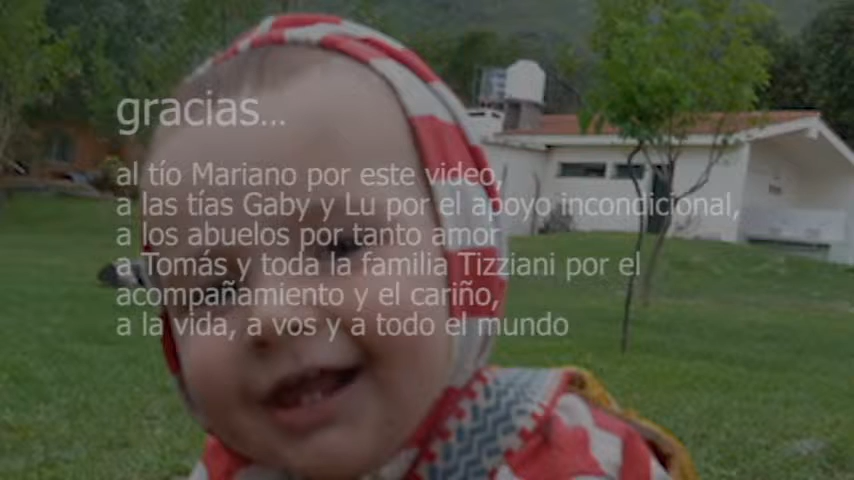 gracias...
al tío Mariano por este video,
a las tías Gaby y Lu por el apoyo incondicional,
a los abuelos por tanto amor
a Tomás y toda la familia Tizziani por el
acompañamiento y el cariño,
a la vida, a vos y a todo el mundo